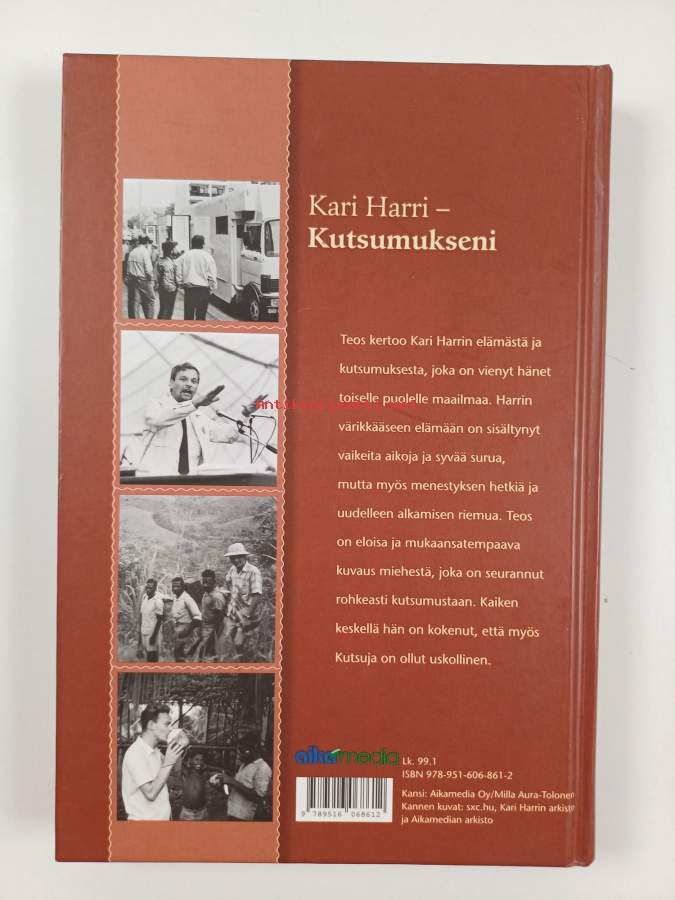 Kari Harri –
Kutsumukseni
Teos kertoo Kari Harrin elämästä ja
kutsumuksesta, joka on vienyt hänet
toiselle puolelle maailmaa. Harrin
värikkääseen elämään on sisältynyt
vaikeita aikoja ja syvää surua,
mutta myös menestyksen hetkiä ja
uudelleen alkamisen riemua. Teos
on eloisa ja mukaansatempaava
kuvaus miehestä, joka on seurannut
rohkeasti kutsumustaan. Kaiken
keskellä hän on kokenut, että myös
Kutsuja on ollut uskollinen.
aikamedia
Lk. 99.1
ISBN 978-951-606-861-2
Kansi: Aikamedia Oy/Milla Aura-Tolonen
Kannen kuvat: sxc.hu, Kari Harrin arkisto
ja Aikamedian arkisto
9 789516 068612